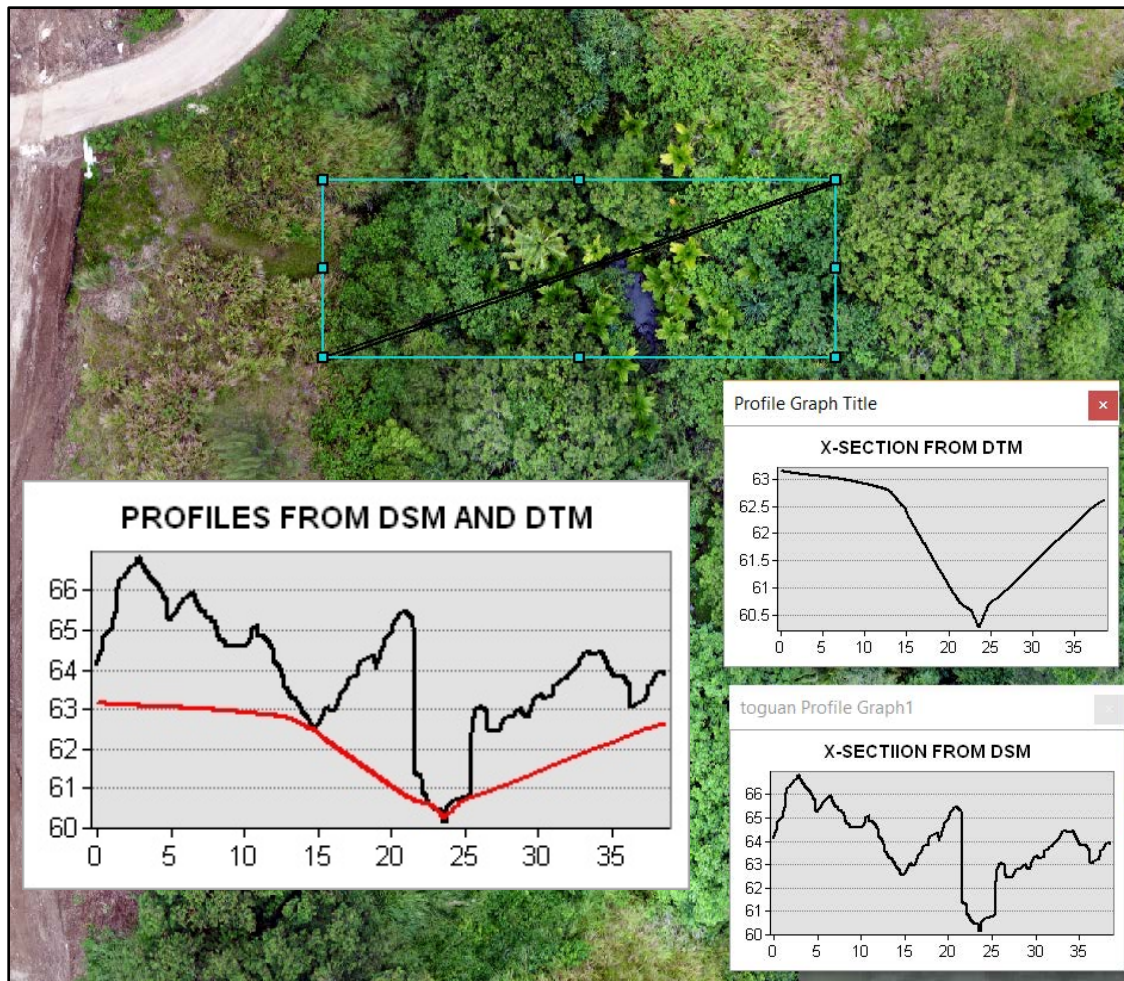 Profile Graph Title
×
X-SECTION FROM DTM
63
62.5
62
61.5
61
60.5
0 5 10 15 20 25 30 35
PROFILES FROM DSM AND DTM
66
65
64
63
62
61
60
0 5 10 15 20 25 30 35
toguan Profile Graph1
×
X-SECTIION FROM DSM
66
65
64
63
62
61
60
0 5 10 15 20 25 30 35